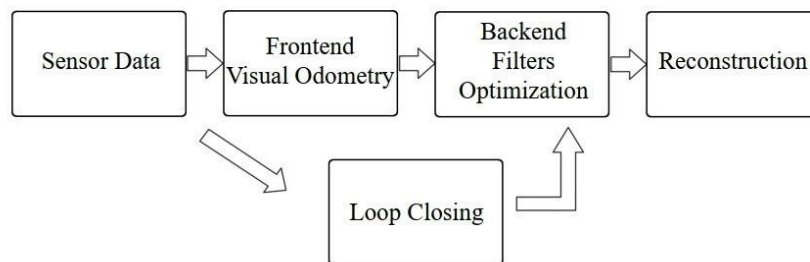 Sensor Data
Frontend
Visual Odometry
Backend
Filters
Optimization
Reconstruction
Loop Closing